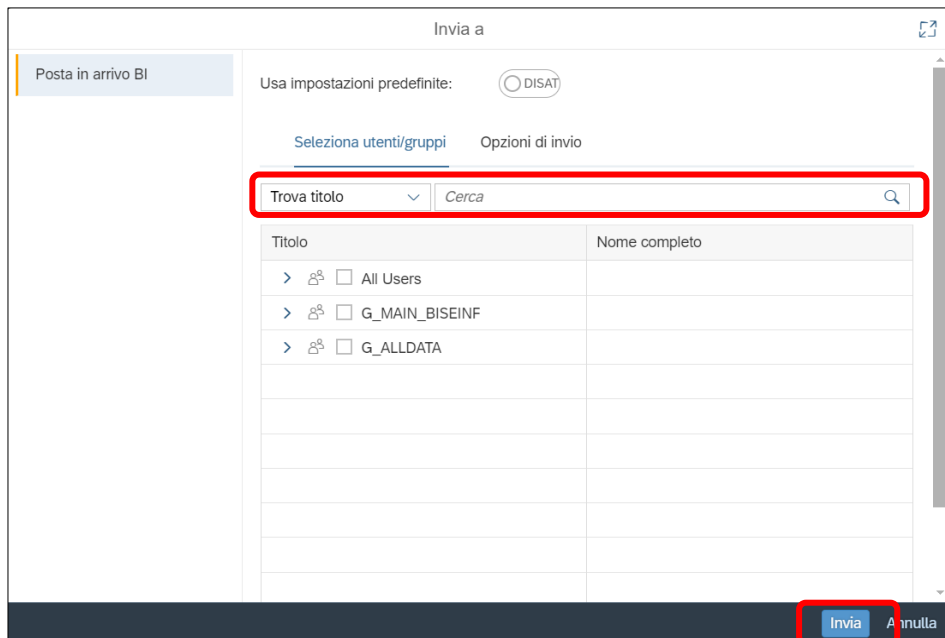 Invia a
Posta in arrivo BI
Usa impostazioni predefinite: DISAT
Seleziona utenti/gruppi Opzioni di invio
Trova titolo Cerca
Titolo Nome completo
All Users
G_MAIN_BISEINF
G_ALLDATA
Invia Annulla